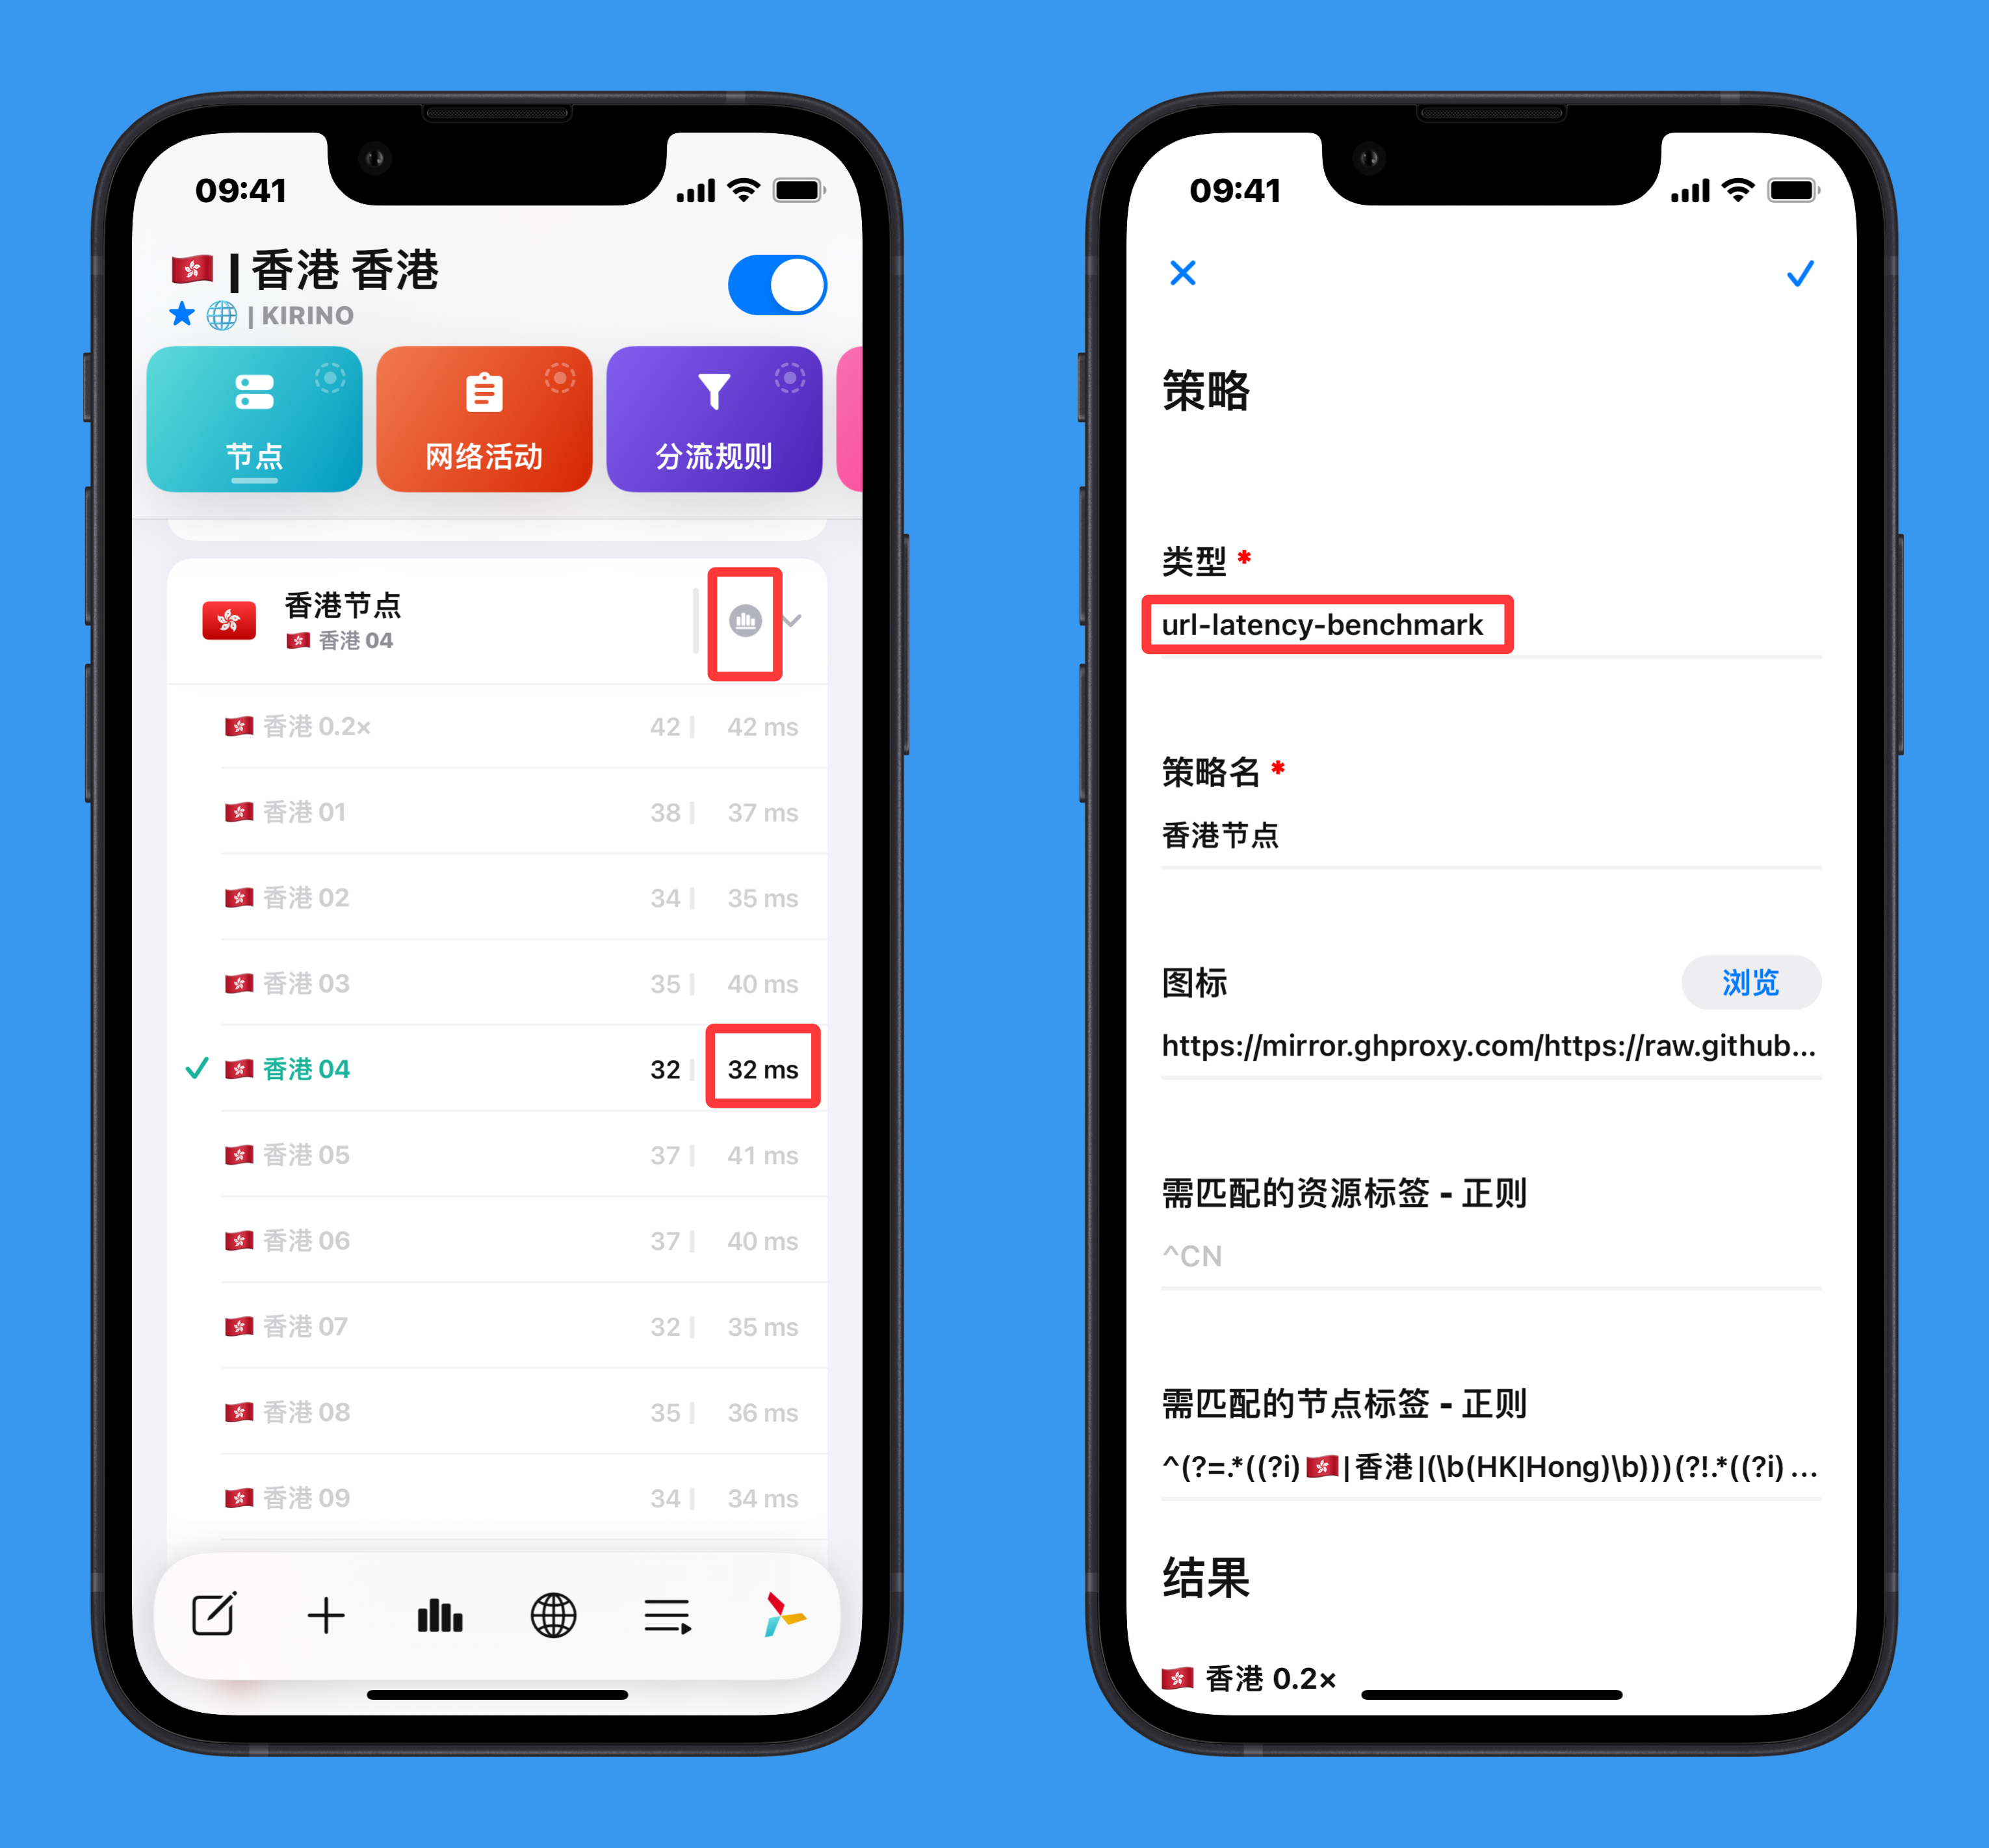 09:41
🇭🇰 | 香港 香港
🌐 | KIRINO
节点
网络活动
分流规则
香港节点
🇭🇰 香港 04
🇭🇰 香港 0.2× 42 | 42 ms
🇭🇰 香港 01 38 | 37 ms
🇭🇰 香港 02 34 | 35 ms
🇭🇰 香港 03 35 | 40 ms
🇭🇰 香港 04 32 | 32 ms
🇭🇰 香港 05 37 | 41 ms
🇭🇰 香港 06 37 | 40 ms
🇭🇰 香港 07 32 | 35 ms
🇭🇰 香港 08 35 | 36 ms
🇭🇰 香港 09 34 | 34 ms
09:41
策略
类型 *
url-latency-benchmark
策略名 *
香港节点
图标 浏览
https://mirror.ghproxy.com/https://raw.github...
需匹配的资源标签 - 正则
^CN
需匹配的节点标签 - 正则
^(?=.*((?i)🇭🇰|香港|(\b(HK|Hong)\b)))(?!.*((?i) ...
结果
🇭🇰 香港 0.2×